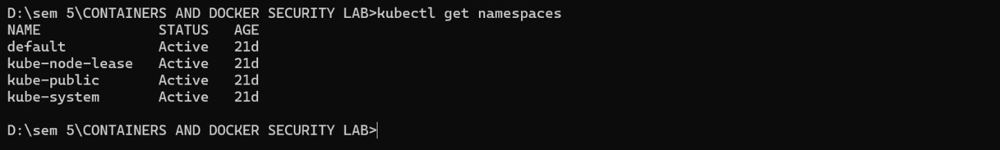 D:\sem 5\CONTAINERS AND DOCKER SECURITY LAB>kubectl get namespaces
NAME              STATUS   AGE
default           Active   21d
kube-node-lease   Active   21d
kube-public       Active   21d
kube-system       Active   21d
D:\sem 5\CONTAINERS AND DOCKER SECURITY LAB>